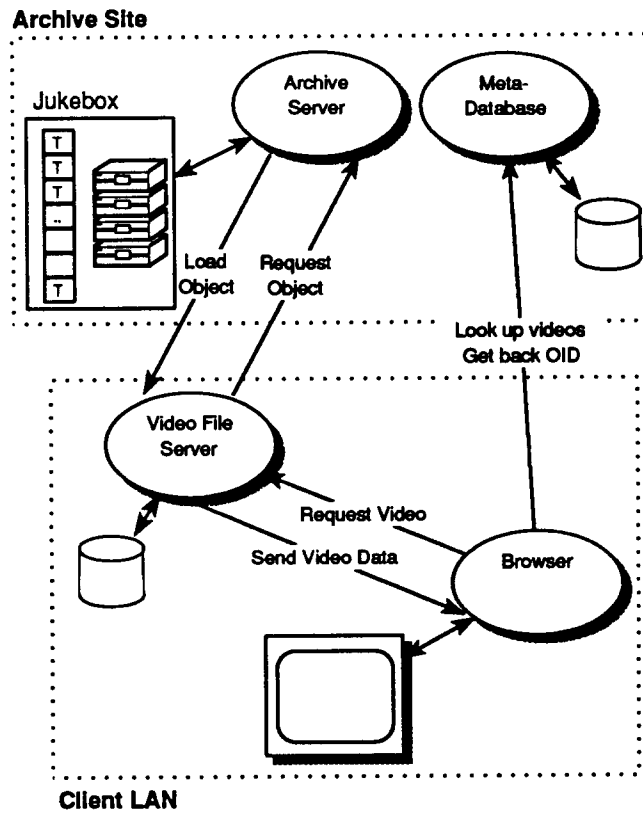 Archive Site
Jukebox
T
T
T
..
T
Archive
Server
Meta-
Database
Load
Object
Request
Object
Look up videos
Get back OID
Video File
Server
Request Video
Send Video Data
Browser
Client LAN